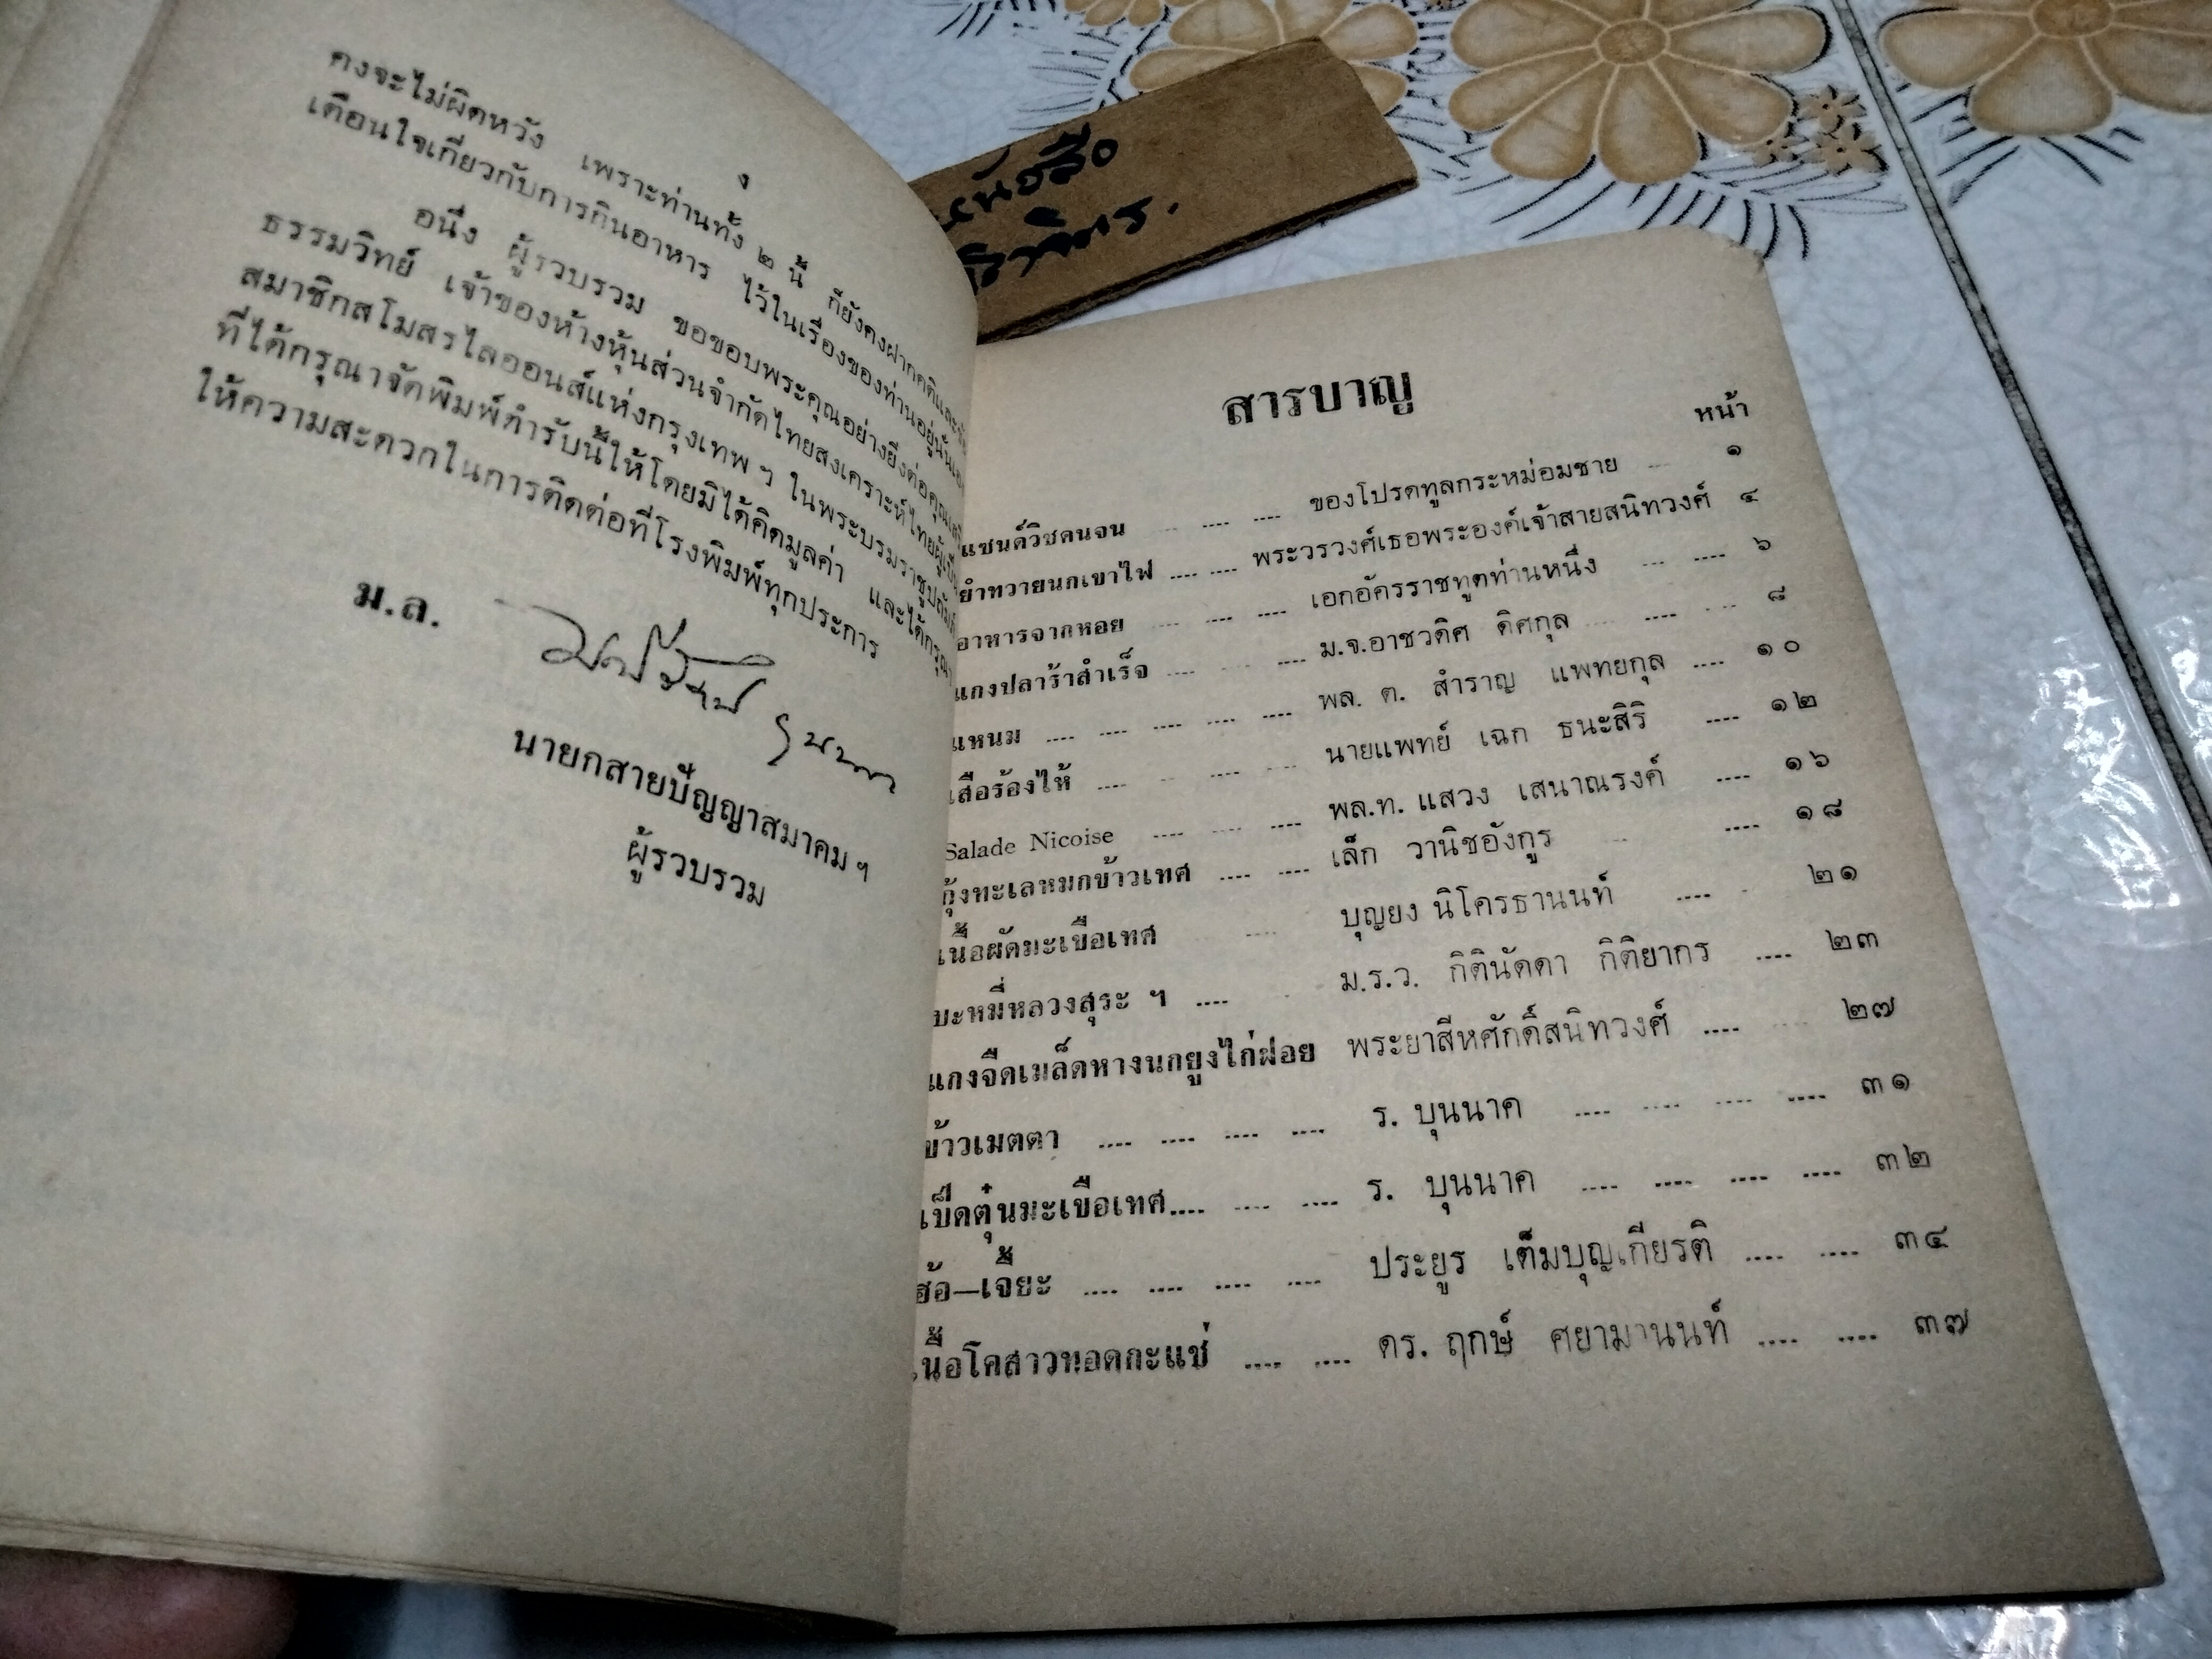 ง
คงจะไม่ผิดหวัง เพราะท่านทั้ง ๒ นี้ ก็ยังคงฝากคติและ
เตือนใจเกี่ยวกับการกินอาหาร ไว้ในเรื่องของท่านอยู่นั่นเอง
อนึ่ง ผู้รวบรวม ขอขอบพระคุณอย่างยิ่งต่อคุณ
ธรรมวิทย์ เจ้าของห้างหุ้นส่วนจำกัดไทยสงเคราะห์ไทยผู้เป็น
สมาชิกสโมสรไลออนส์แห่งกรุงเทพ ฯ ในพระบรมราชูปถัมภ์
ที่ได้กรุณาจัดพิมพ์ตำรับนี้ให้โดยมิได้คิดมูลค่า และได้กรุณา
ให้ความสะดวกในการติดต่อที่โรงพิมพ์ทุกประการ
ม.ล.
นายกสายปัญญาสมาคม ฯ
ผู้รวบรวม
หนังสือ
สารบาญ
หน้า
แซนด์วิชคนจน .... .... .... ของโปรดทูลกระหม่อมชาย .... ๑
ยำทวายนกเขาไฟ .... .... พระวรวงศ์เธอพระองค์เจ้าสายสนิทวงศ์ ๔
อาหารจากหอย .... .... .... เอกอัครราชทูตท่านหนึ่ง .... .... ๖
แกงปลาร้าสำเร็จ .... .... .... ม.จ.อาชวดิศ ดิศกุล .... .... .... ๘
แหนม .... .... .... .... .... พล. ต. สำราญ แพทยกุล .... ๑๐
เสือร้องไห้ .... .... .... .... นายแพทย์ เฉก ธนะสิริ .... ๑๒
Salade Nicoise .... .... .... พล.ท. แสวง เสนาณรงค์ .... ๑๖
กุ้งทะเลหมกข้าวเทศ .... .... เล็ก วานิชอังกูร .... .... ๑๘
เนื้อผัดมะเขือเทศ .... .... บุญยง นิโครธานนท์ .... .... ๒๑
บะหมี่หลวงสุระ ฯ .... .... ม.ร.ว. กิตินัดดา กิติยากร .... ๒๓
แกงจืดเมล็ดหางนกยูงไก่ฝอย พระยาสีหศักดิ์สนิทวงศ์ .... .... ๒๗
ข้าวเมตตา .... .... .... .... ร. บุนนาค .... .... .... .... ๓๑
เป็ดตุ๋นมะเขือเทศ.... .... .... ร. บุนนาค .... .... .... .... ๓๒
ฮ้อ—เจี๊ยะ .... .... .... .... ประยูร เต็มบุญเกียรติ .... .... ๓๔
เนื้อโคสาวทอดกะแช่ .... .... ดร. ฤกษ์ ศยามานนท์ .... .... ๓๗